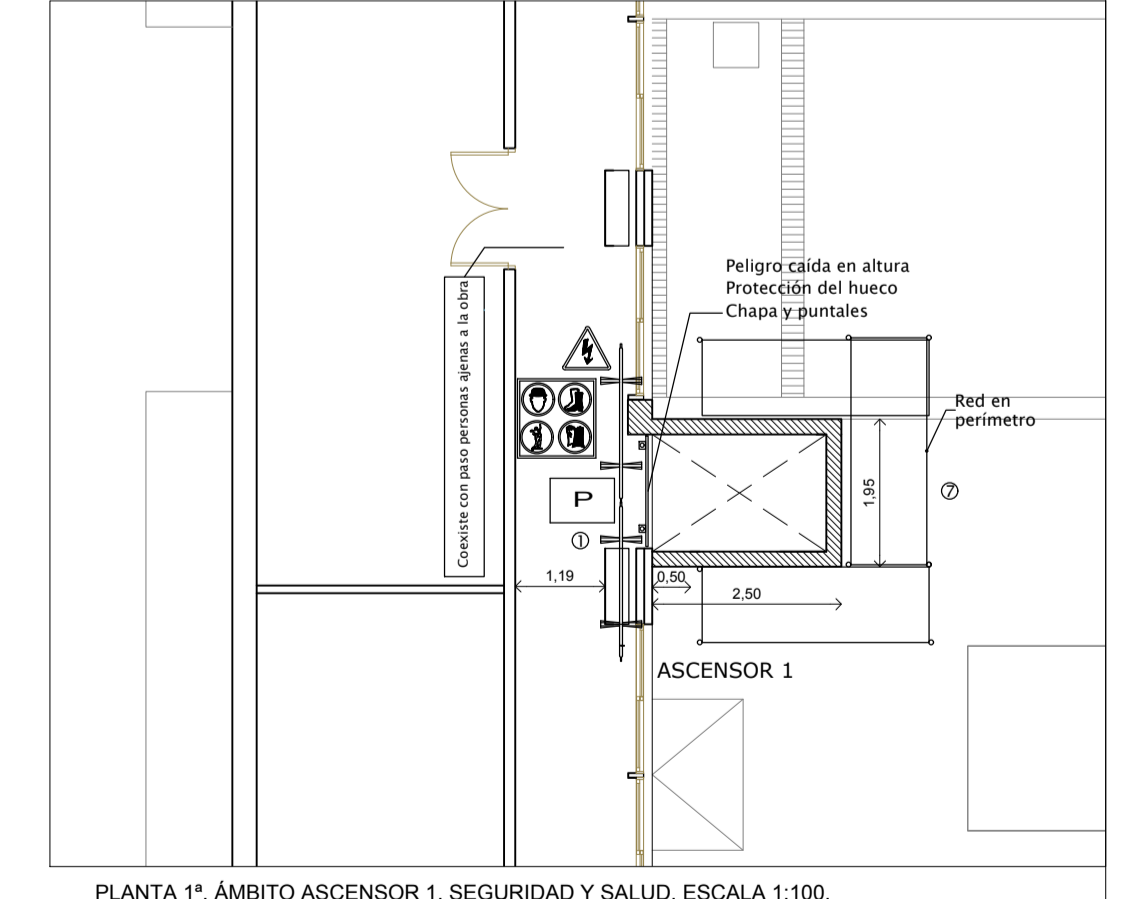 Peligro caída en altura
Protección del hueco
Chapa y puntales
Coexiste con paso personas ajenas a la obra
Red en
perímetro
1,95
⑦
P
①
1,19
0,50
2,50
ASCENSOR 1
PLANTA 1ª. ÁMBITO ASCENSOR 1. SEGURIDAD Y SALUD. ESCALA 1:100.